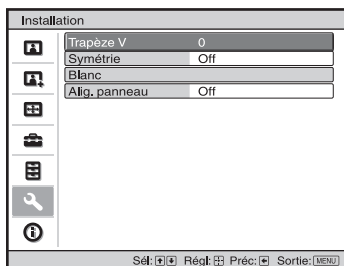 Installation
Trapèze V 0
Symétrie Off
Blanc
Alig. panneau Off
Sél: Régl: Préc: Sortie: MENU